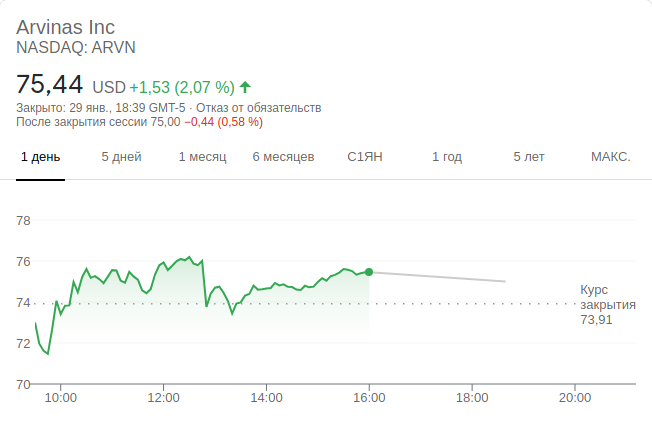 Arvinas Inc
NASDAQ: ARVN
75,44 USD +1,53 (2,07 %)
Закрыто: 29 янв., 18:39 GMT-5 · Отказ от обязательств
После закрытия сессии 75,00 −0,44 (0,58 %)
1 день 5 дней 1 месяц 6 месяцев С1ЯН 1 год 5 лет МАКС.
78
76
74
72
70
Курс
закрытия
73,91
10:00 12:00 14:00 16:00 18:00 20:00